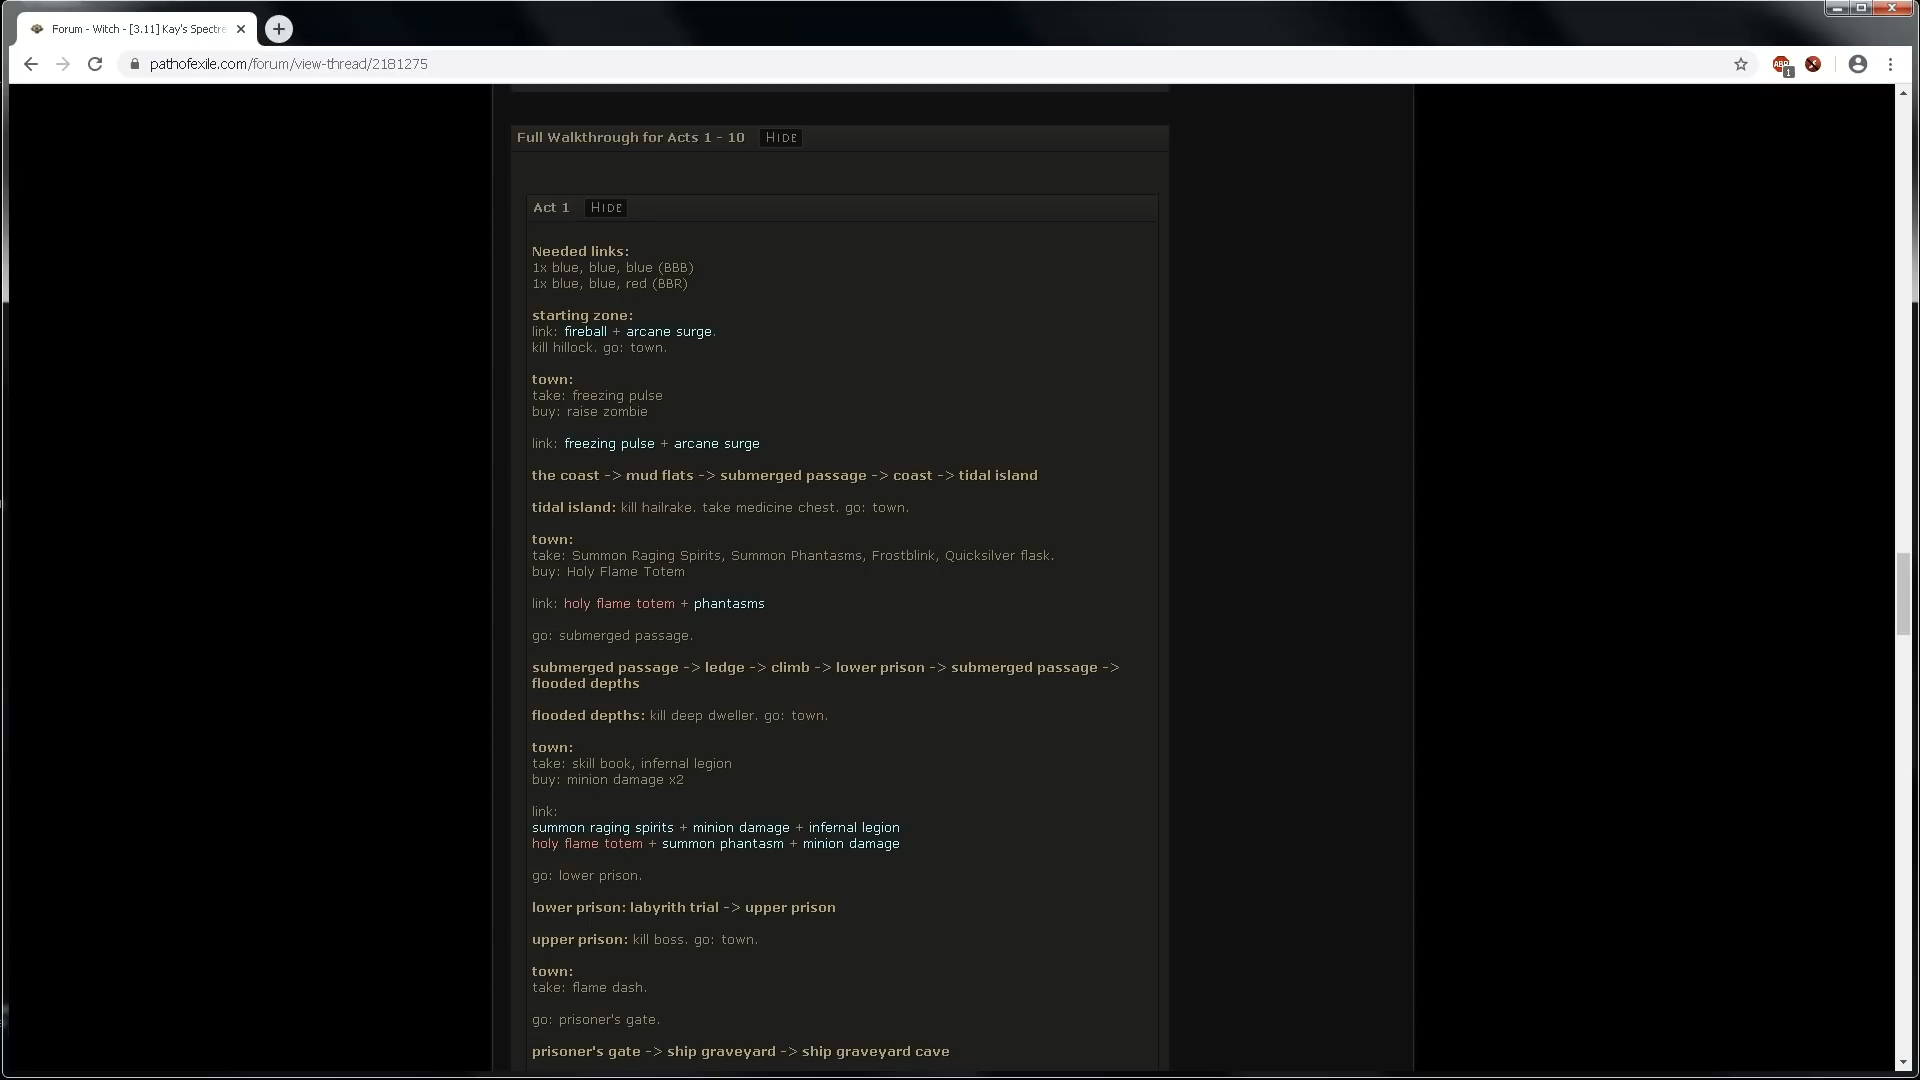 Forum - Witch - [3.11] Kay's Spectre
pathofexile.com/forum/view-thread/2181275
ABP
1
Full Walkthrough for Acts 1 - 10 HIDE
Act 1 HIDE
Needed links:
1x blue, blue, blue (BBB)
1x blue, blue, red (BBR)
starting zone:
link: fireball + arcane surge.
kill hillock. go: town.
town:
take: freezing pulse
buy: raise zombie
link: freezing pulse + arcane surge
the coast -> mud flats -> submerged passage -> coast -> tidal island
tidal island: kill hailrake. take medicine chest. go: town.
town:
take: Summon Raging Spirits, Summon Phantasms, Frostblink, Quicksilver flask.
buy: Holy Flame Totem
link: holy flame totem + phantasms
go: submerged passage.
submerged passage -> ledge -> climb -> lower prison -> submerged passage ->
flooded depths
flooded depths: kill deep dweller. go: town.
town:
take: skill book, infernal legion
buy: minion damage x2
link:
summon raging spirits + minion damage + infernal legion
holy flame totem + summon phantasm + minion damage
go: lower prison.
lower prison: labyrith trial -> upper prison
upper prison: kill boss. go: town.
town:
take: flame dash.
go: prisoner's gate.
prisoner's gate -> ship graveyard -> ship graveyard cave